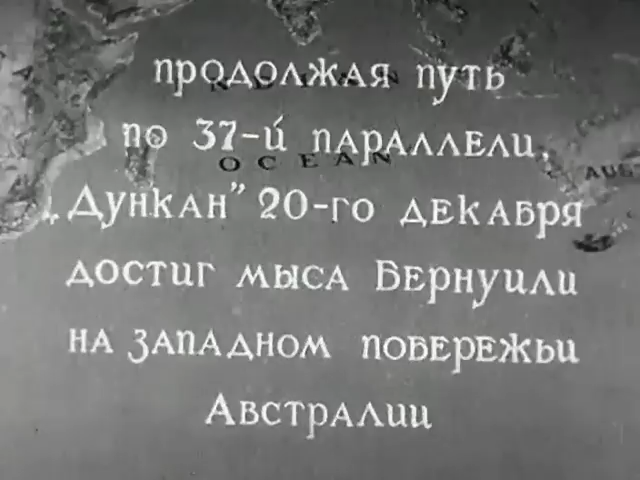 продолжая путь
по 37-й параллели,
„Дункан" 20-го декабря
достиг мыса Бернуили
на западном побережьи
Австралии
OCEAN